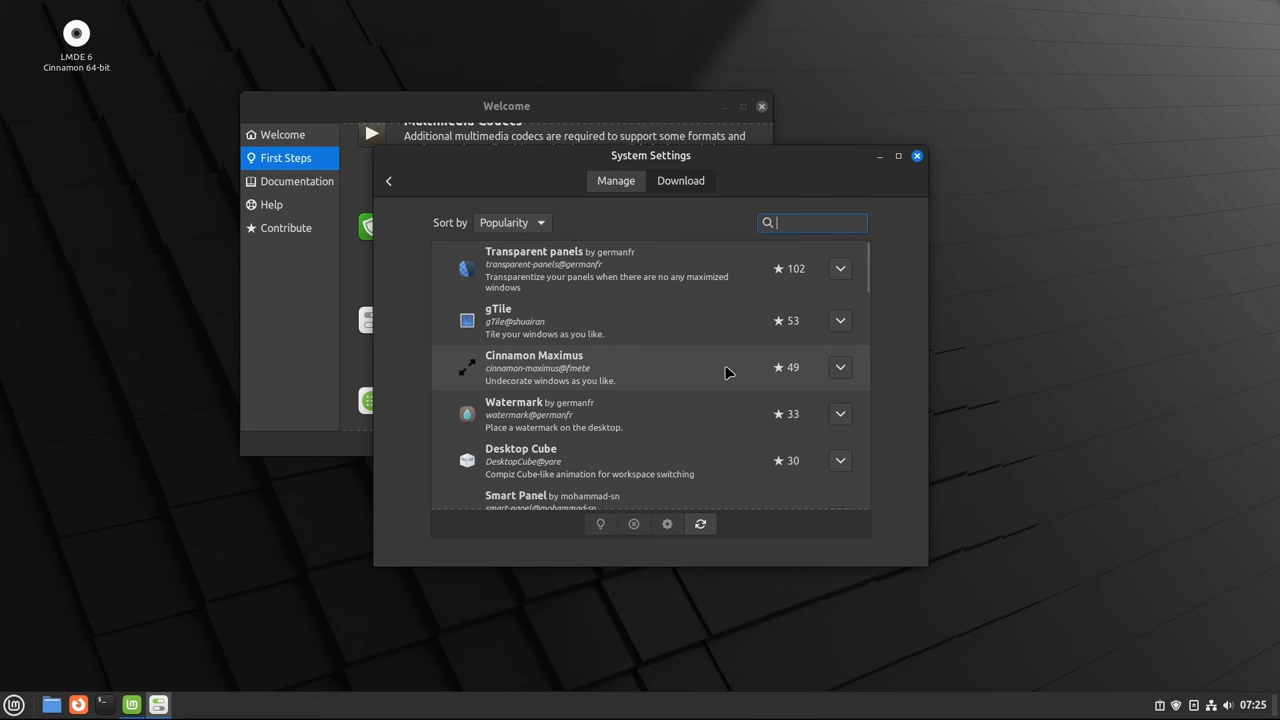 LMDE 6
Cinnamon 64-bit
Welcome
Welcome
First Steps
Documentation
Help
Contribute
Multimedia Codecs
Additional multimedia codecs are required to support some formats and
System Settings
Manage
Download
Sort by
Popularity
Transparent panels by germanfr
transparent-panels@germanfr
Transparentize your panels when there are no any maximized
windows
102
gTile
gTile@shuairan
Tile your windows as you like.
53
Cinnamon Maximus
cinnamon-maximus@fmete
Undecorate windows as you like.
49
Watermark by germanfr
watermark@germanfr
Place a watermark on the desktop.
33
Desktop Cube
DesktopCube@yare
Compiz Cube-like animation for workspace switching
30
Smart Panel by mohammad-sn
smart-panel@mohammad-sn
07:25